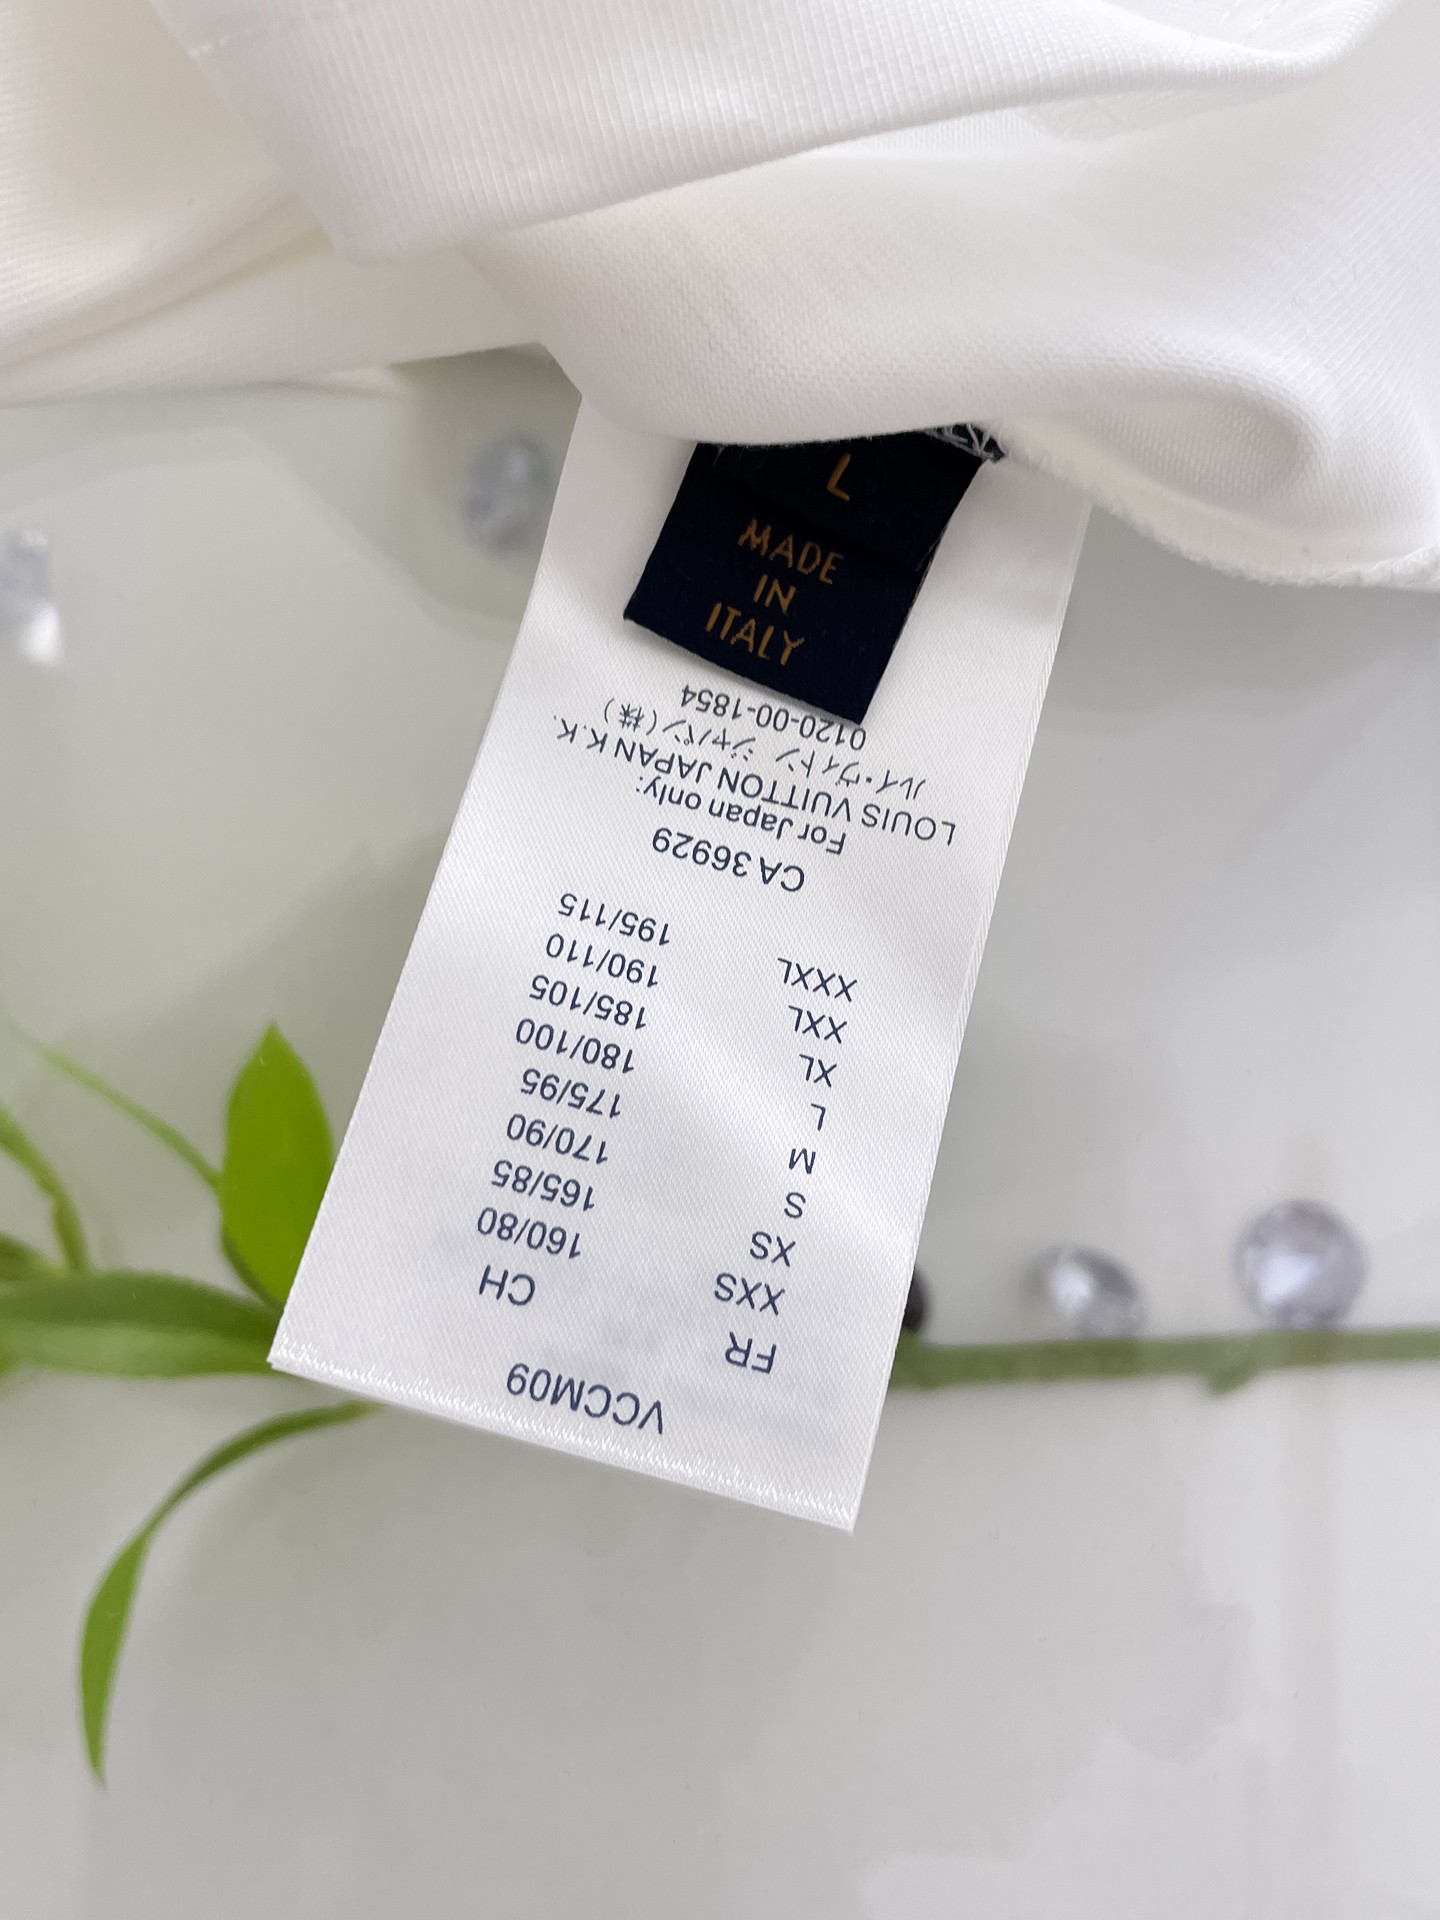 L
MADE
IN
ITALY
VCCM09
FR CH
XXS 160/80
XS 165/85
S 170/90
M 175/95
L 180/100
XL 185/105
XXL 190/110
XXXL 195/115
CA 36929
For Japan only:
LOUIS VUITTON JAPAN K.K.
ルイ・ヴィトン ジャパン(株)
0120-00-1854